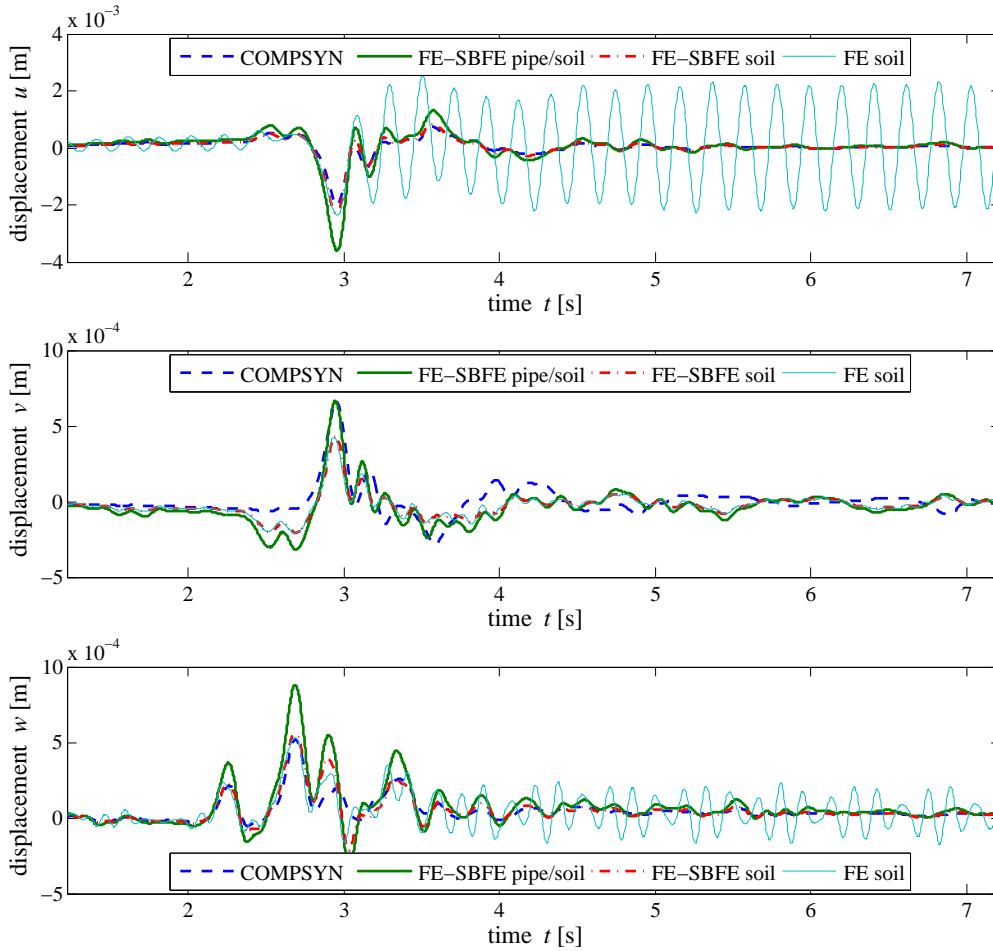 x 10⁻³
COMPSYN FE−SBFE pipe/soil FE−SBFE soil FE soil
4
2
0
−2
−4
displacement u [m]
2 3 4 5 6 7
time t [s]
x 10⁻⁴
COMPSYN FE−SBFE pipe/soil FE−SBFE soil FE soil
10
5
0
−5
displacement v [m]
2 3 4 5 6 7
time t [s]
x 10⁻⁴
10
5
0
−5
displacement w [m]
COMPSYN FE−SBFE pipe/soil FE−SBFE soil FE soil
2 3 4 5 6 7
time t [s]